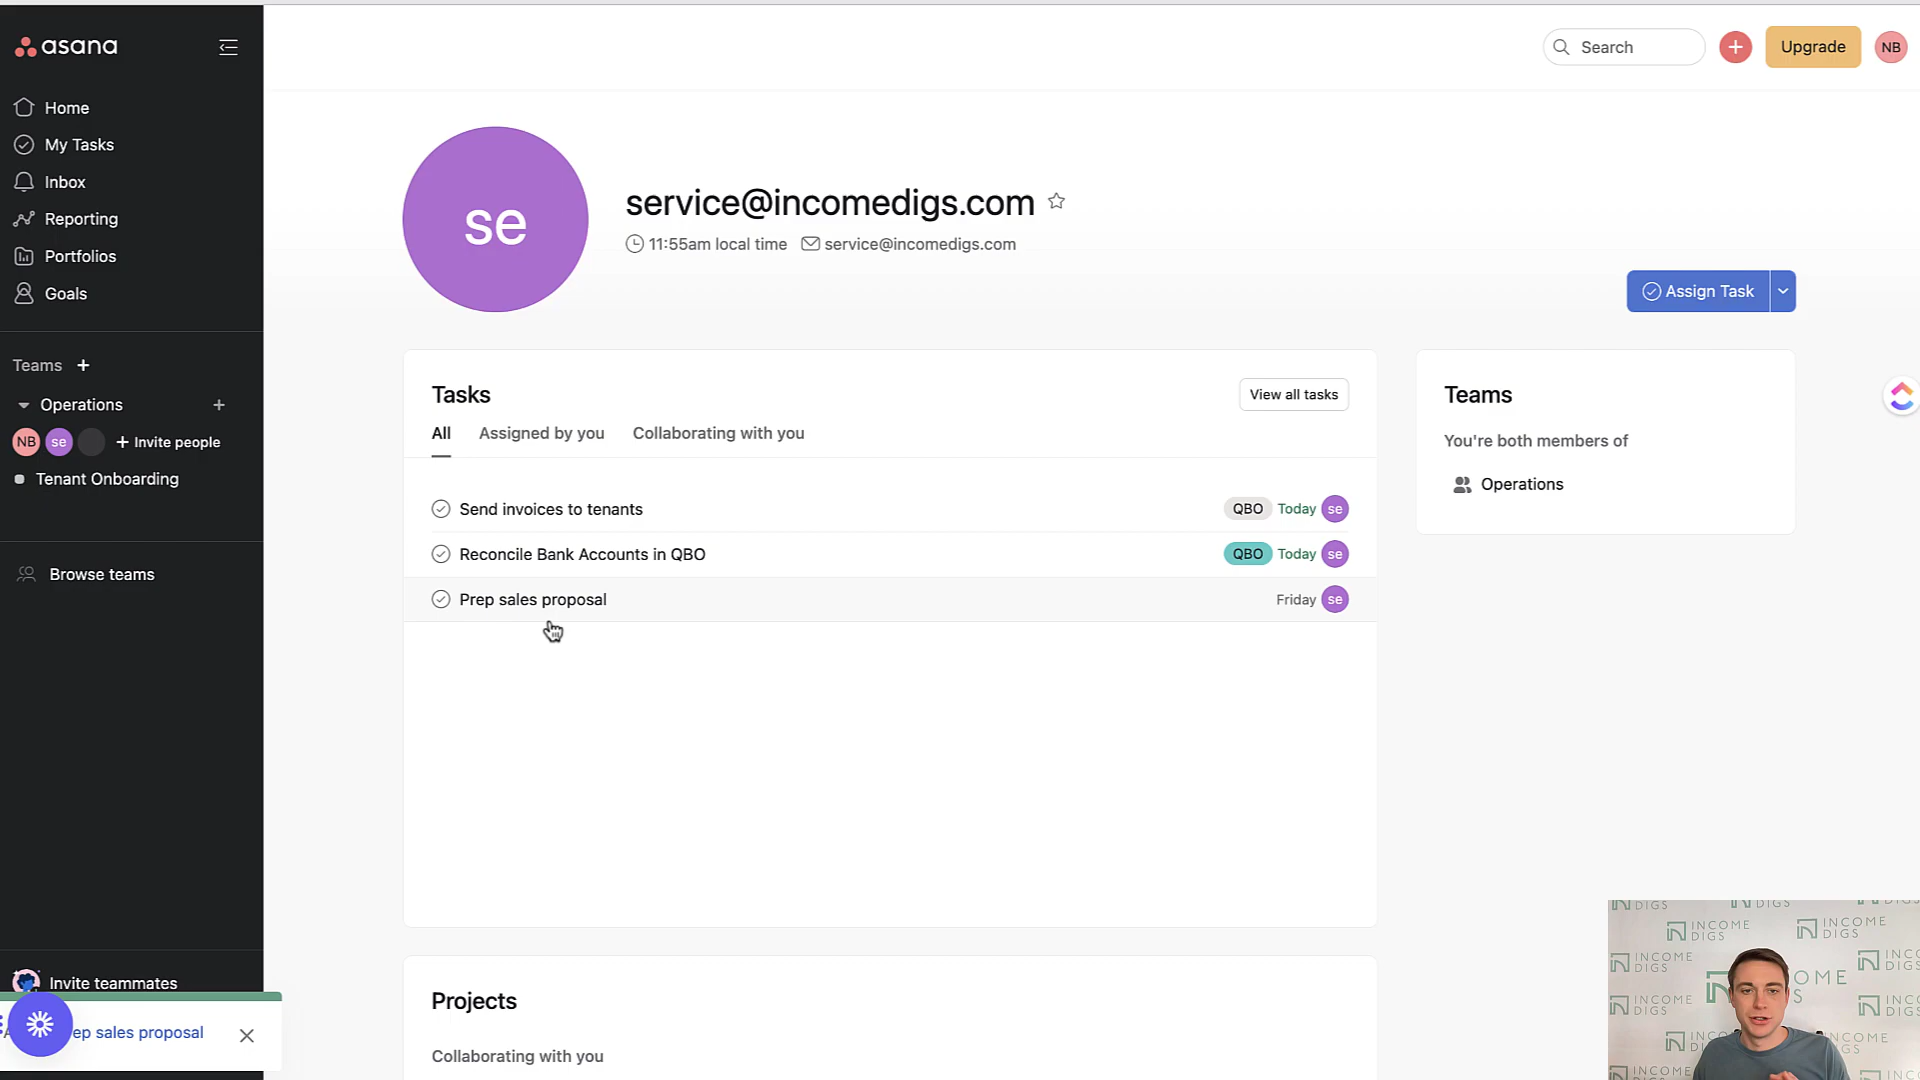 asana
Search
Upgrade
NB
Home
My Tasks
Inbox
Reporting
Portfolios
Goals
Teams +
Operations +
NB se + Invite people
Tenant Onboarding
Browse teams
Invite teammates
ep sales proposal
se
service@incomedigs.com
11:55am local time service@incomedigs.com
Assign Task
Tasks
View all tasks
All Assigned by you Collaborating with you
Send invoices to tenants QBO Today se
Reconcile Bank Accounts in QBO QBO Today se
Prep sales proposal Friday se
Projects
Collaborating with you
Teams
You're both members of
Operations
INCOME
DIGS